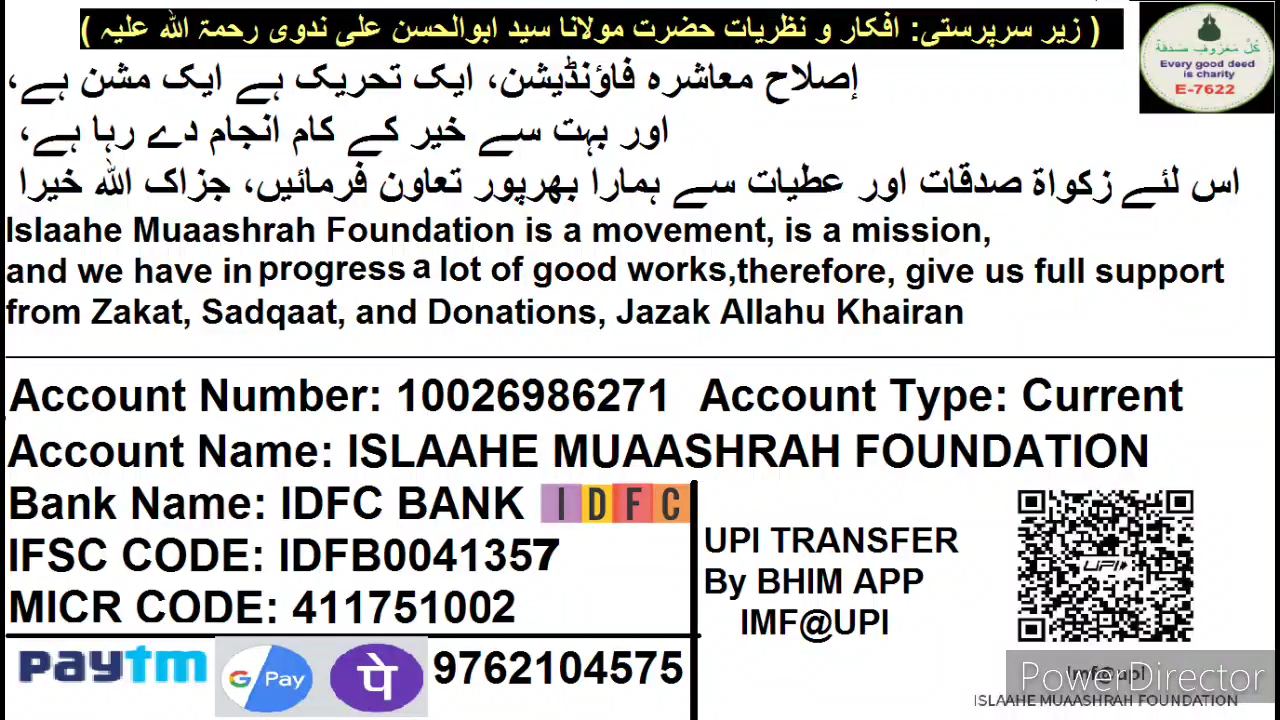 ( زیر سرپرستی: افکار و نظریات حضرت مولانا سید ابوالحسن علی ندوی رحمۃ اللہ علیہ )
كُلُّ مَعْرُوفٍ صَدَقَةٌ
Every good deed
is charity
E-7622
إصلاح معاشرہ فاؤنڈیشن، ایک تحریک ہے ایک مشن ہے،
اور بہت سے خیر کے کام انجام دے رہا ہے،
اس لئے زکواۃ صدقات اور عطیات سے ہمارا بھرپور تعاون فرمائیں، جزاک اللہ خیرا
Islaahe Muaashrah Foundation is a movement, is a mission,
and we have in progress a lot of good works,therefore, give us full support
from Zakat, Sadqaat, and Donations, Jazak Allahu Khairan
Account Number: 10026986271 Account Type: Current
Account Name: ISLAAHE MUAASHRAH FOUNDATION
Bank Name: IDFC BANK IDFC
IFSC CODE: IDFB0041357
MICR CODE: 411751002
UPI TRANSFER
By BHIM APP
IMF@UPI
UPI
paytm G Pay पे 9762104575
imf@upi
PowerDirector
ISLAAHE MUAASHRAH FOUNDATION